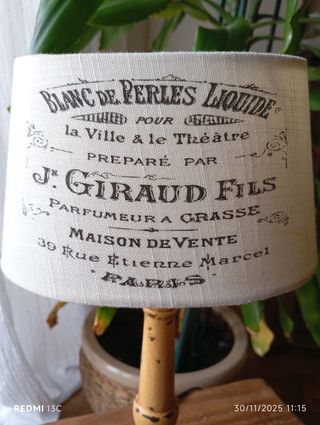 BLANC DE PERLES LIQUIDE
POUR
la Ville & le Théâtre
PREPARÉ PAR
Jⁿ. GIRAUD FILS
PARFUMEUR A GRASSE
MAISON DE VENTE
39 Rue Etienne Marcel
PARIS
REDMI 13C
30/11/2025 11:15